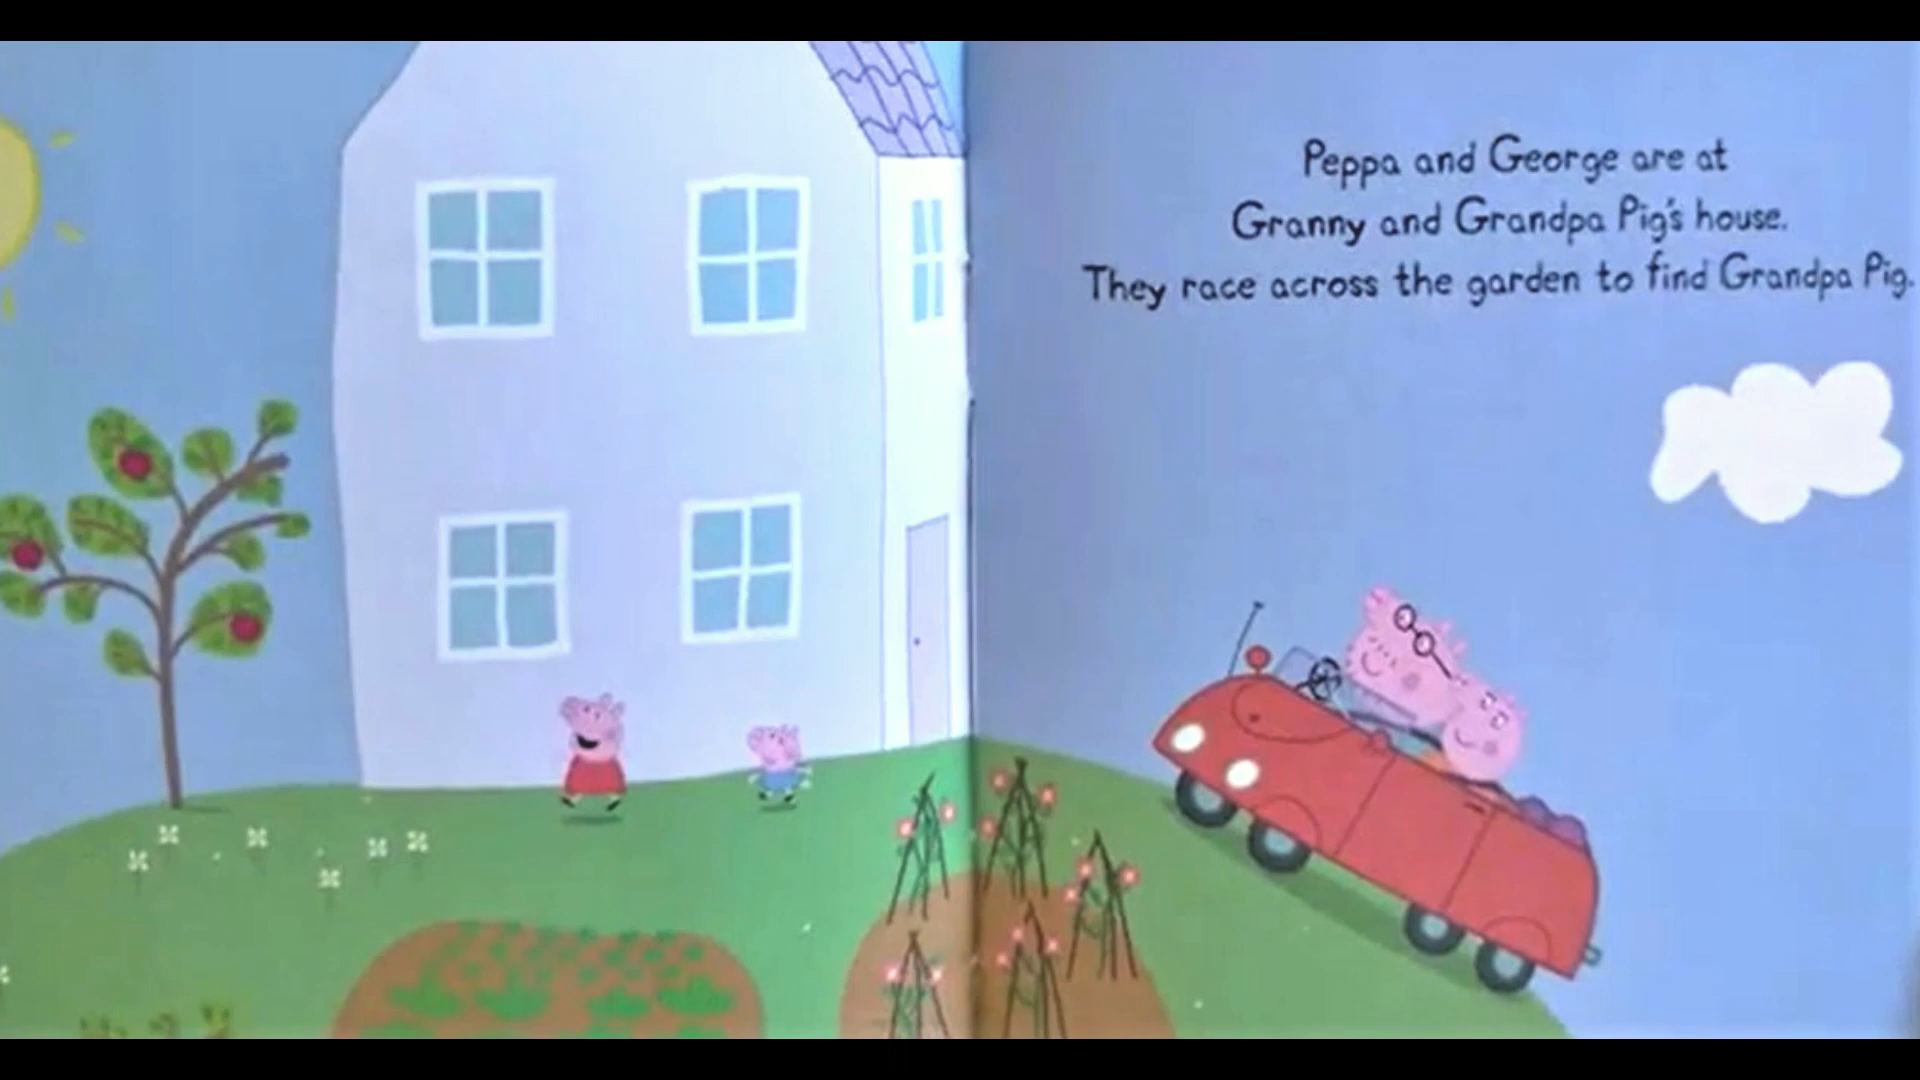 Peppa and George are at
Granny and Grandpa Pig's house.
They race across the garden to find Grandpa Pig.